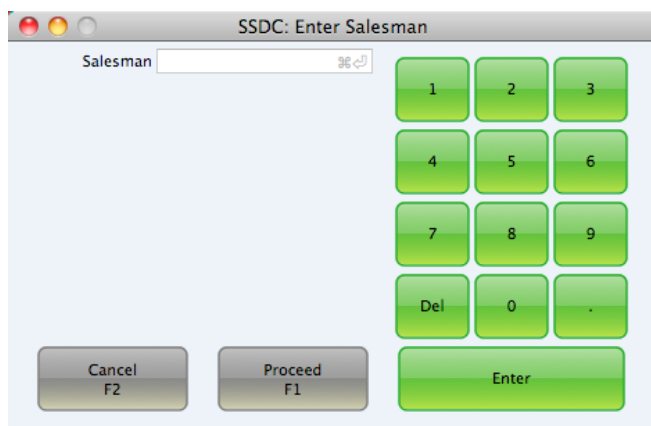 SSDC: Enter Salesman
Salesman ⌘⏎
1 2 3
4 5 6
7 8 9
Del 0 .
Cancel
F2
Proceed
F1
Enter